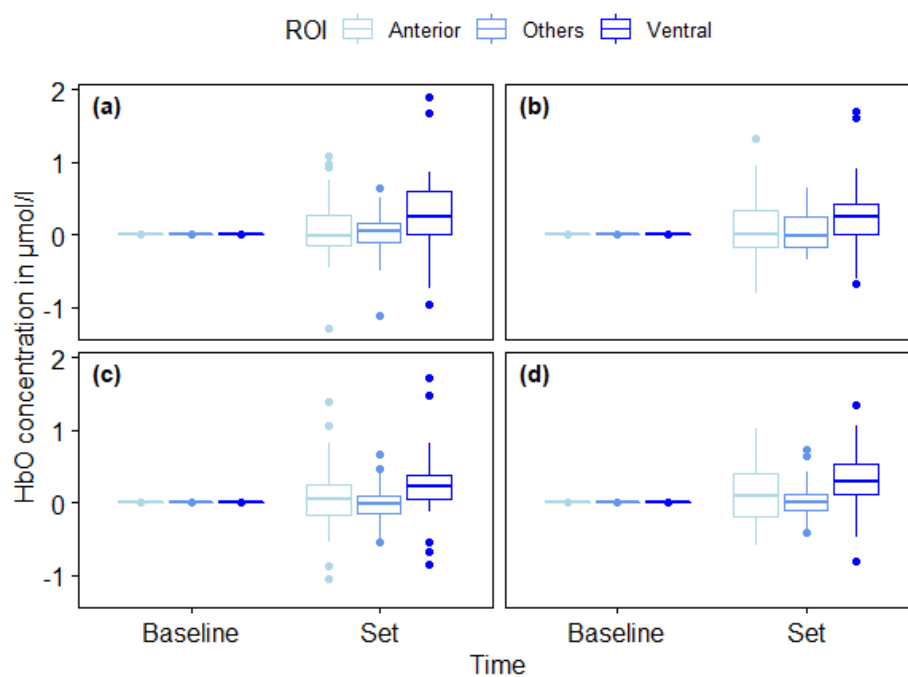 ROI Anterior Others Ventral
HbO concentration in µmol/l
2
(a)
(b)
1
0
-1
2
(c)
(d)
1
0
-1
Baseline Set Baseline Set
Time